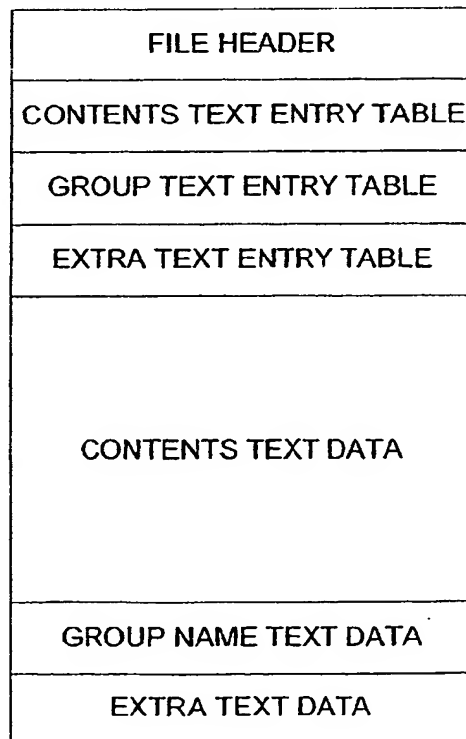 FILE HEADER
CONTENTS TEXT ENTRY TABLE
GROUP TEXT ENTRY TABLE
EXTRA TEXT ENTRY TABLE
CONTENTS TEXT DATA
GROUP NAME TEXT DATA
EXTRA TEXT DATA